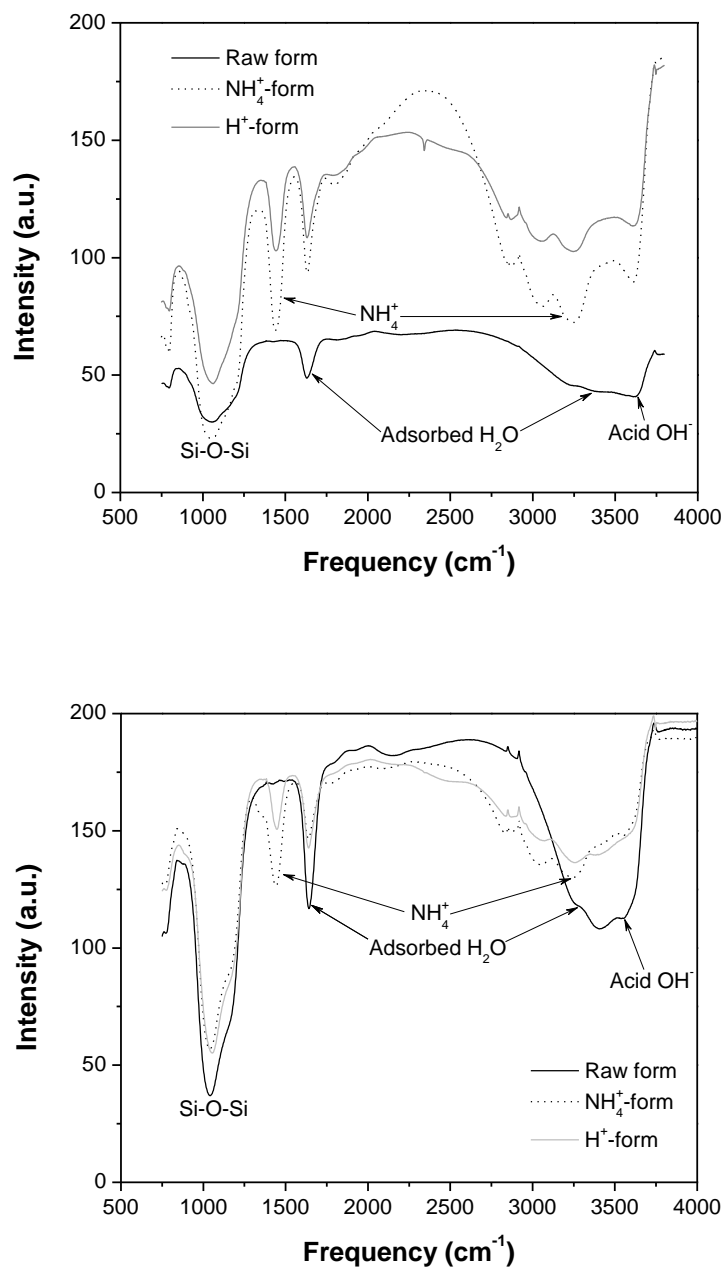 200
Raw form
NH₄⁺-form
H⁺-form
150
100
NH₄⁺
50
Adsorbed H₂O
Acid OH⁻
Si-O-Si
0
500 1000 1500 2000 2500 3000 3500 4000
Intensity (a.u.)
Frequency (cm⁻¹)
200
150
NH₄⁺
Adsorbed H₂O
100
Acid OH⁻
50
Raw form
NH₄⁺-form
H⁺-form
Si-O-Si
0
500 1000 1500 2000 2500 3000 3500 4000
Intensity (a.u.)
Frequency (cm⁻¹)